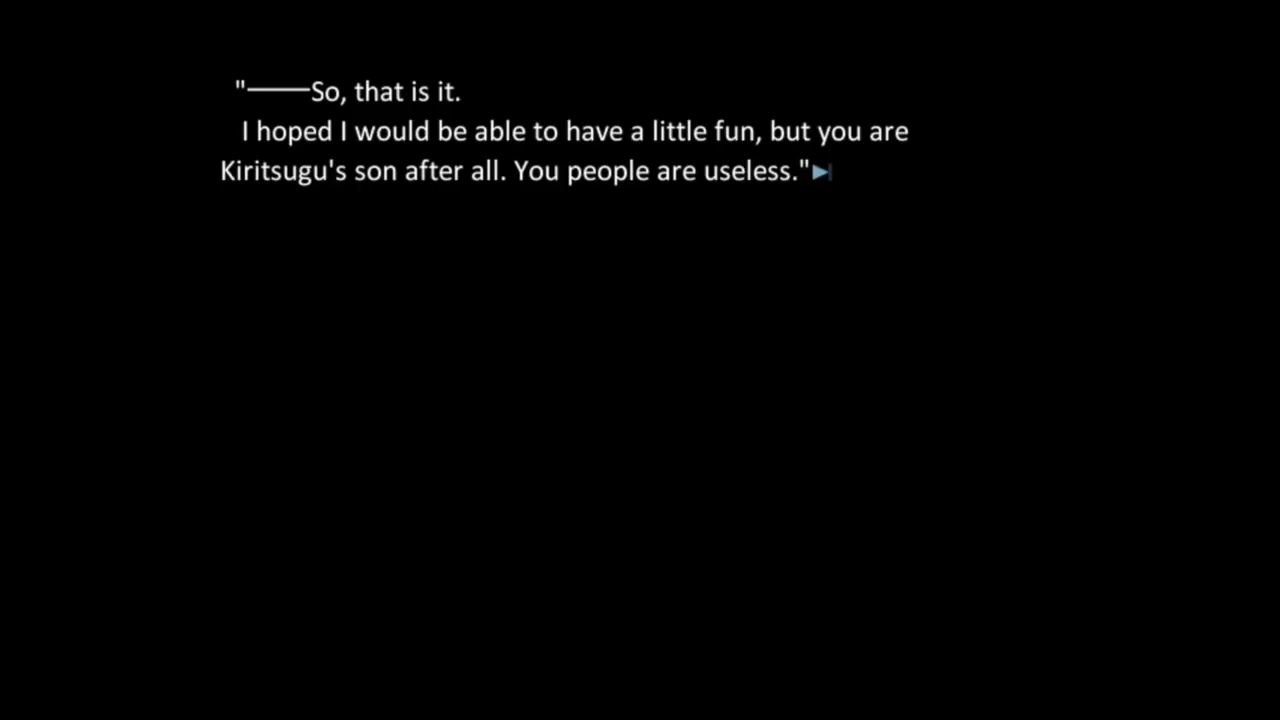 "———So, that is it.
I hoped I would be able to have a little fun, but you are
Kiritsugu's son after all. You people are useless."